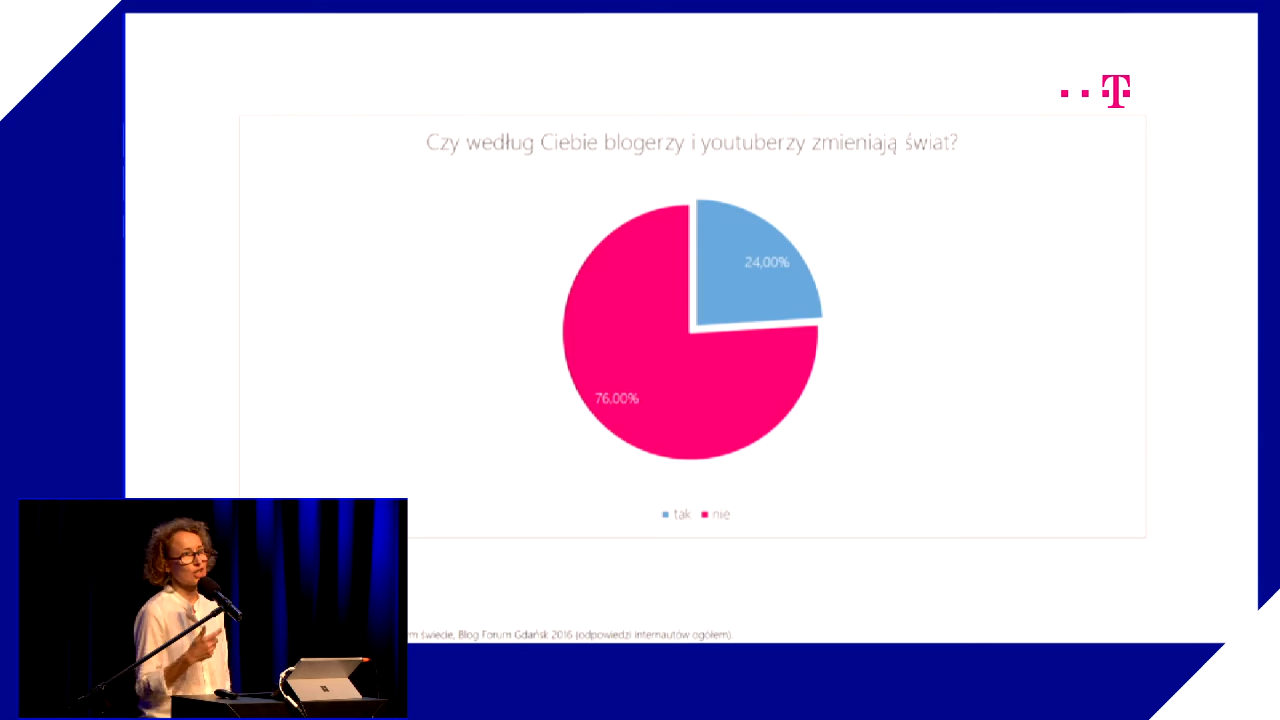 T
Czy według Ciebie blogerzy i youtuberzy zmieniają świat?
24,00%
76,00%
tak nie
świecie, Blog Forum Gdańsk 2016 (odpowiedzi internautów ogółem).